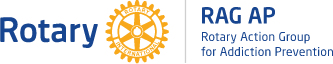 Rotary
ROTARY
INTERNATIONAL
RAG AP
Rotary Action Group
for Addiction Prevention